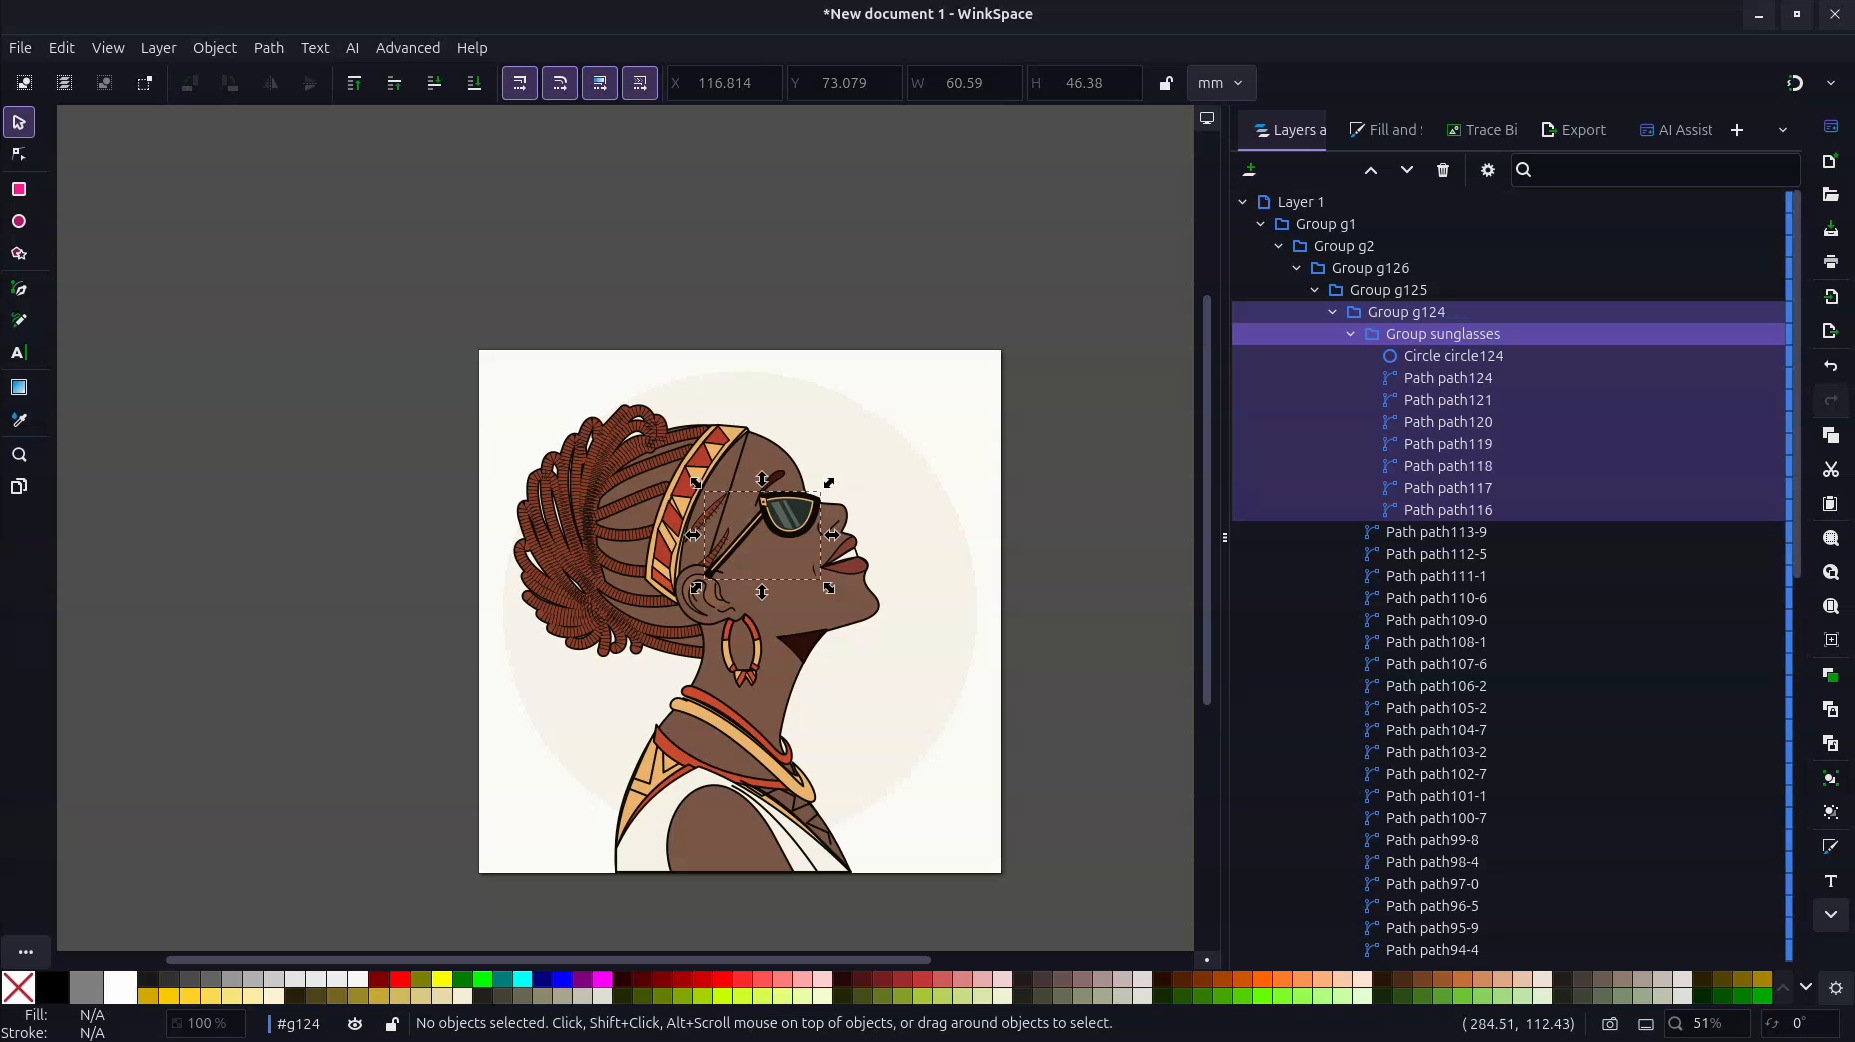 *New document 1 - WinkSpace
File Edit View Layer Object Path Text AI Advanced Help
X 116.814 Y 73.079 W 60.59 H 46.38 mm
Layers a Fill and Trace Bi Export AI Assist
Layer 1
Group g1
Group g2
Group g126
Group g125
Group g124
Group sunglasses
Circle circle124
Path path124
Path path121
Path path120
Path path119
Path path118
Path path117
Path path116
Path path113-9
Path path112-5
Path path111-1
Path path110-6
Path path109-0
Path path108-1
Path path107-6
Path path106-2
Path path105-2
Path path104-7
Path path103-2
Path path102-7
Path path101-1
Path path100-7
Path path99-8
Path path98-4
Path path97-0
Path path96-5
Path path95-9
Path path94-4
Fill: N/A
Stroke: N/A
100 %
#g124
No objects selected. Click, Shift+Click, Alt+Scroll mouse on top of objects, or drag around objects to select.
( 284.51, 112.43)
51%
0°